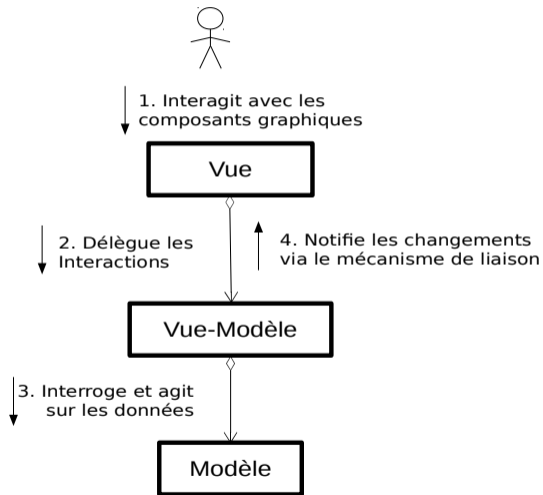 1. Interagit avec les
composants graphiques
Vue
2. Délègue les
Interactions
4. Notifie les changements
via le mécanisme de liaison
Vue-Modèle
3. Interroge et agit
sur les données
Modèle